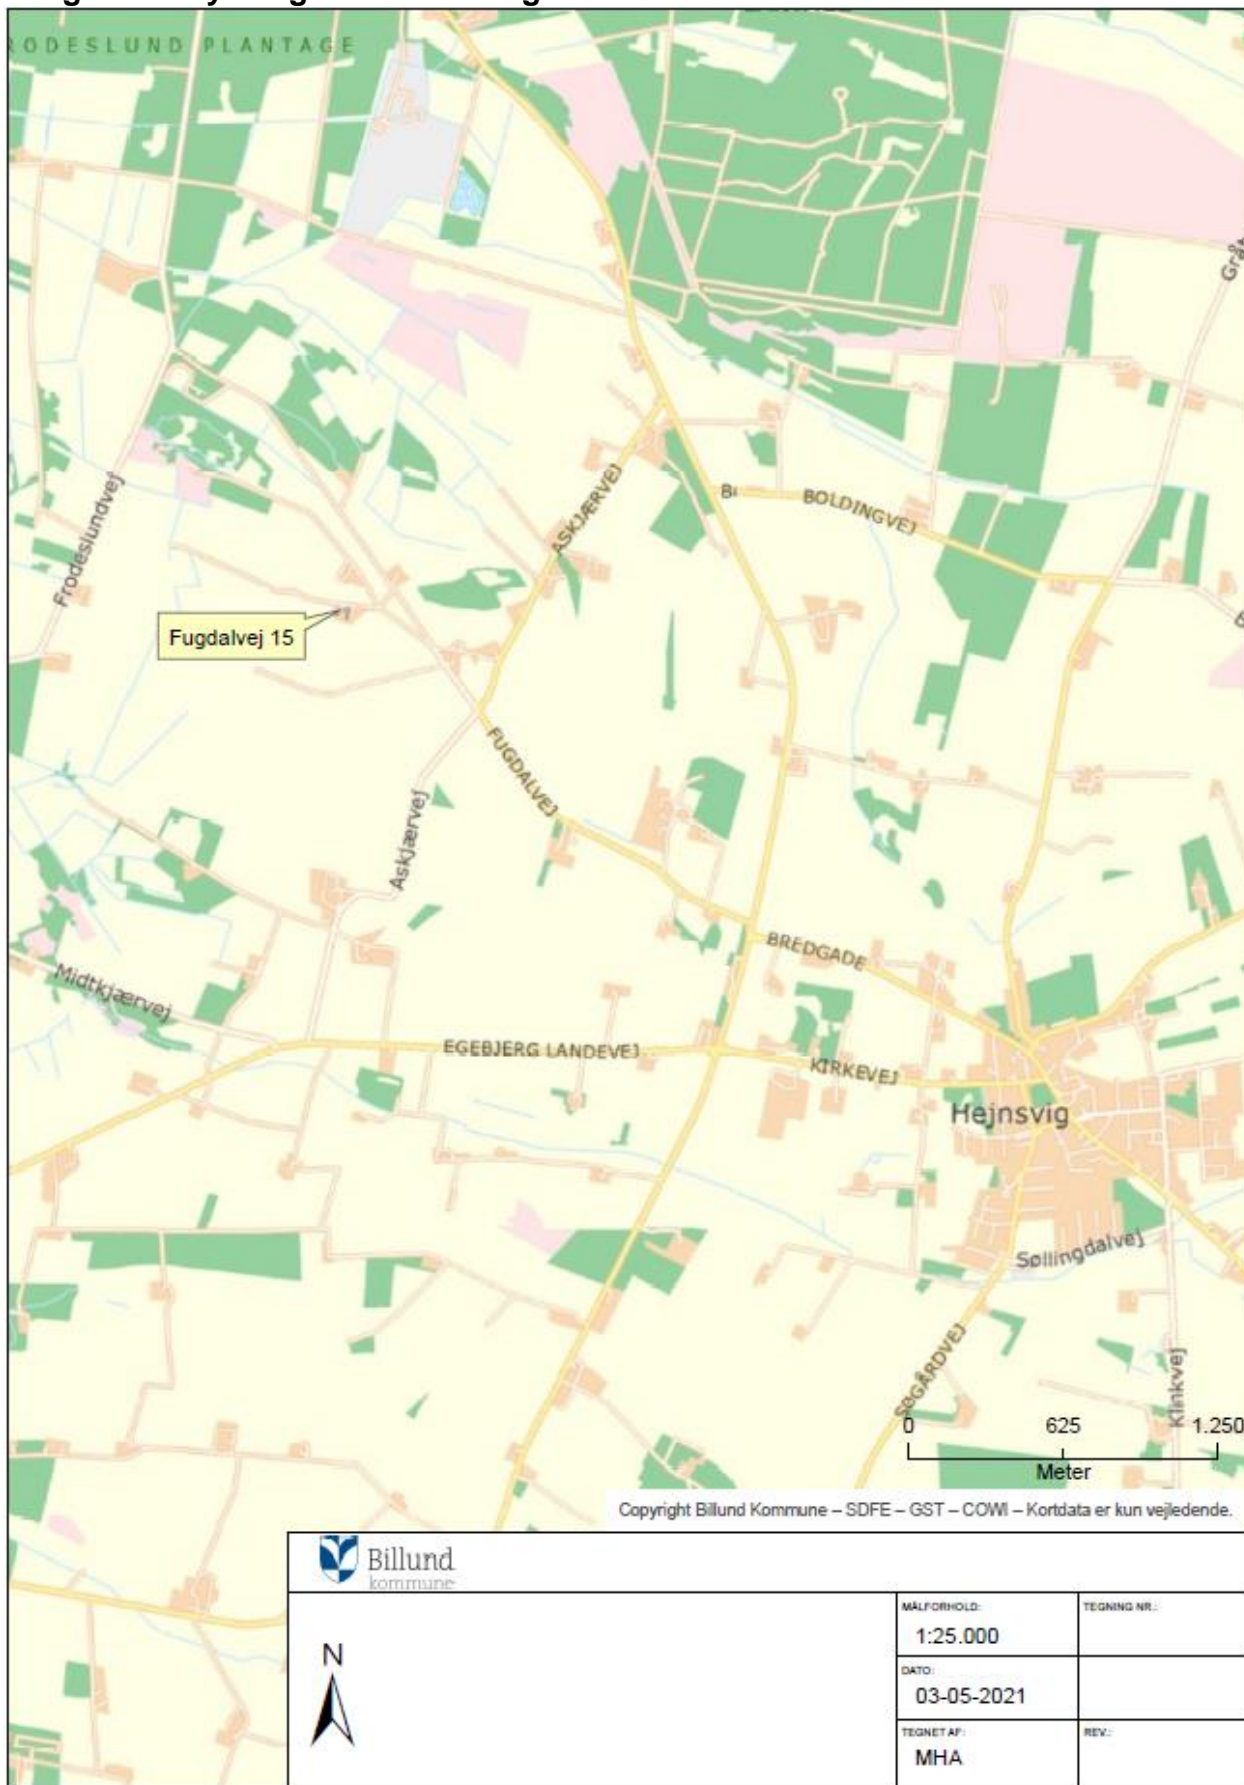 RODESLUND PLANTAGE
Grå
ASKJÆRVEJ
BOLDINGVEJ
Frodeslundvej
Fugdalvej 15
FUGDALVEJ
Askjærvej
BREDGADE
Midtkjærvej
EGEBJERG LANDEVEJ
KIRKEVEJ
Hejnsvig
Søllingdalvej
SØGÅRDVEJ
Klinkvej
0 625 1.250
Meter
Copyright Billund Kommune – SDFE – GST – COWI – Kortdata er kun vejledende.
Billund
kommune
N
MÅLFORHOLD: TEGNING NR.:
1:25.000
DATO:
03-05-2021
TEGNET AF: REV.:
MHA